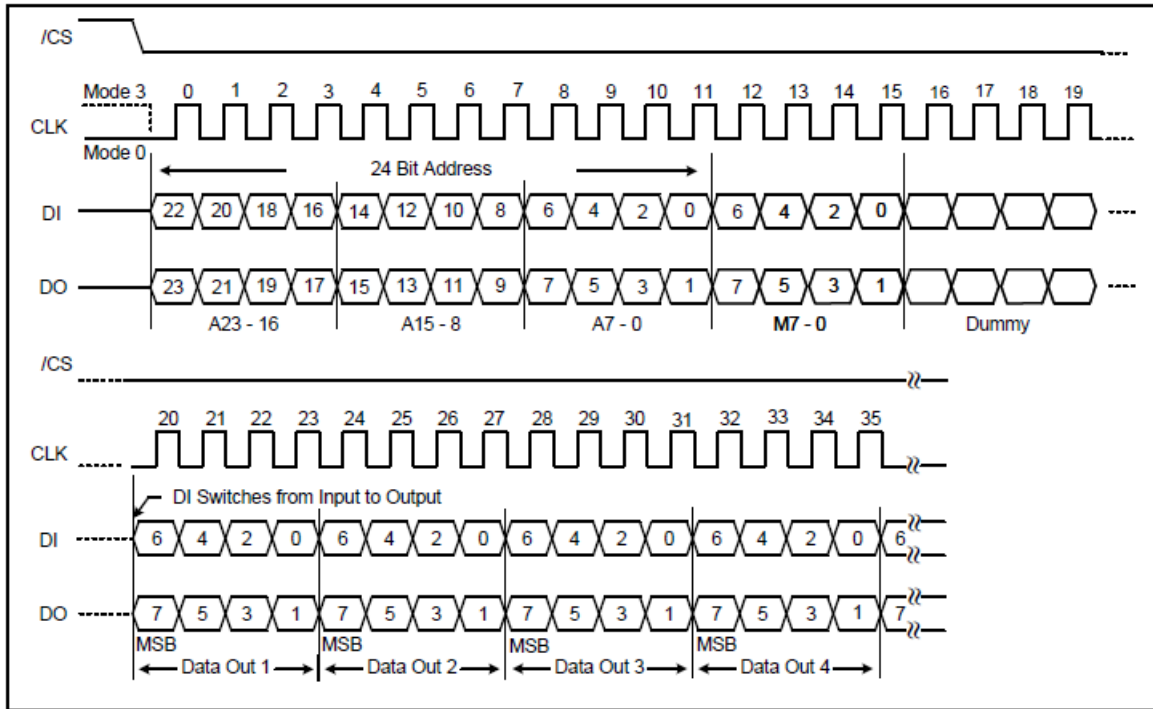 /CS
Mode 3 0 1 2 3 4 5 6 7 8 9 10 11 12 13 14 15 16 17 18 19
CLK
Mode 0
24 Bit Address
DI 22 20 18 16 14 12 10 8 6 4 2 0 6 4 2 0
DO 23 21 19 17 15 13 11 9 7 5 3 1 7 5 3 1
A23 - 16 A15 - 8 A7 - 0 M7 - 0 Dummy
/CS
20 21 22 23 24 25 26 27 28 29 30 31 32 33 34 35
CLK
DI Switches from Input to Output
DI 6 4 2 0 6 4 2 0 6 4 2 0 6 4 2 0 6
DO 7 5 3 1 7 5 3 1 7 5 3 1 7 5 3 1 7
MSB MSB MSB MSB
Data Out 1 Data Out 2 Data Out 3 Data Out 4